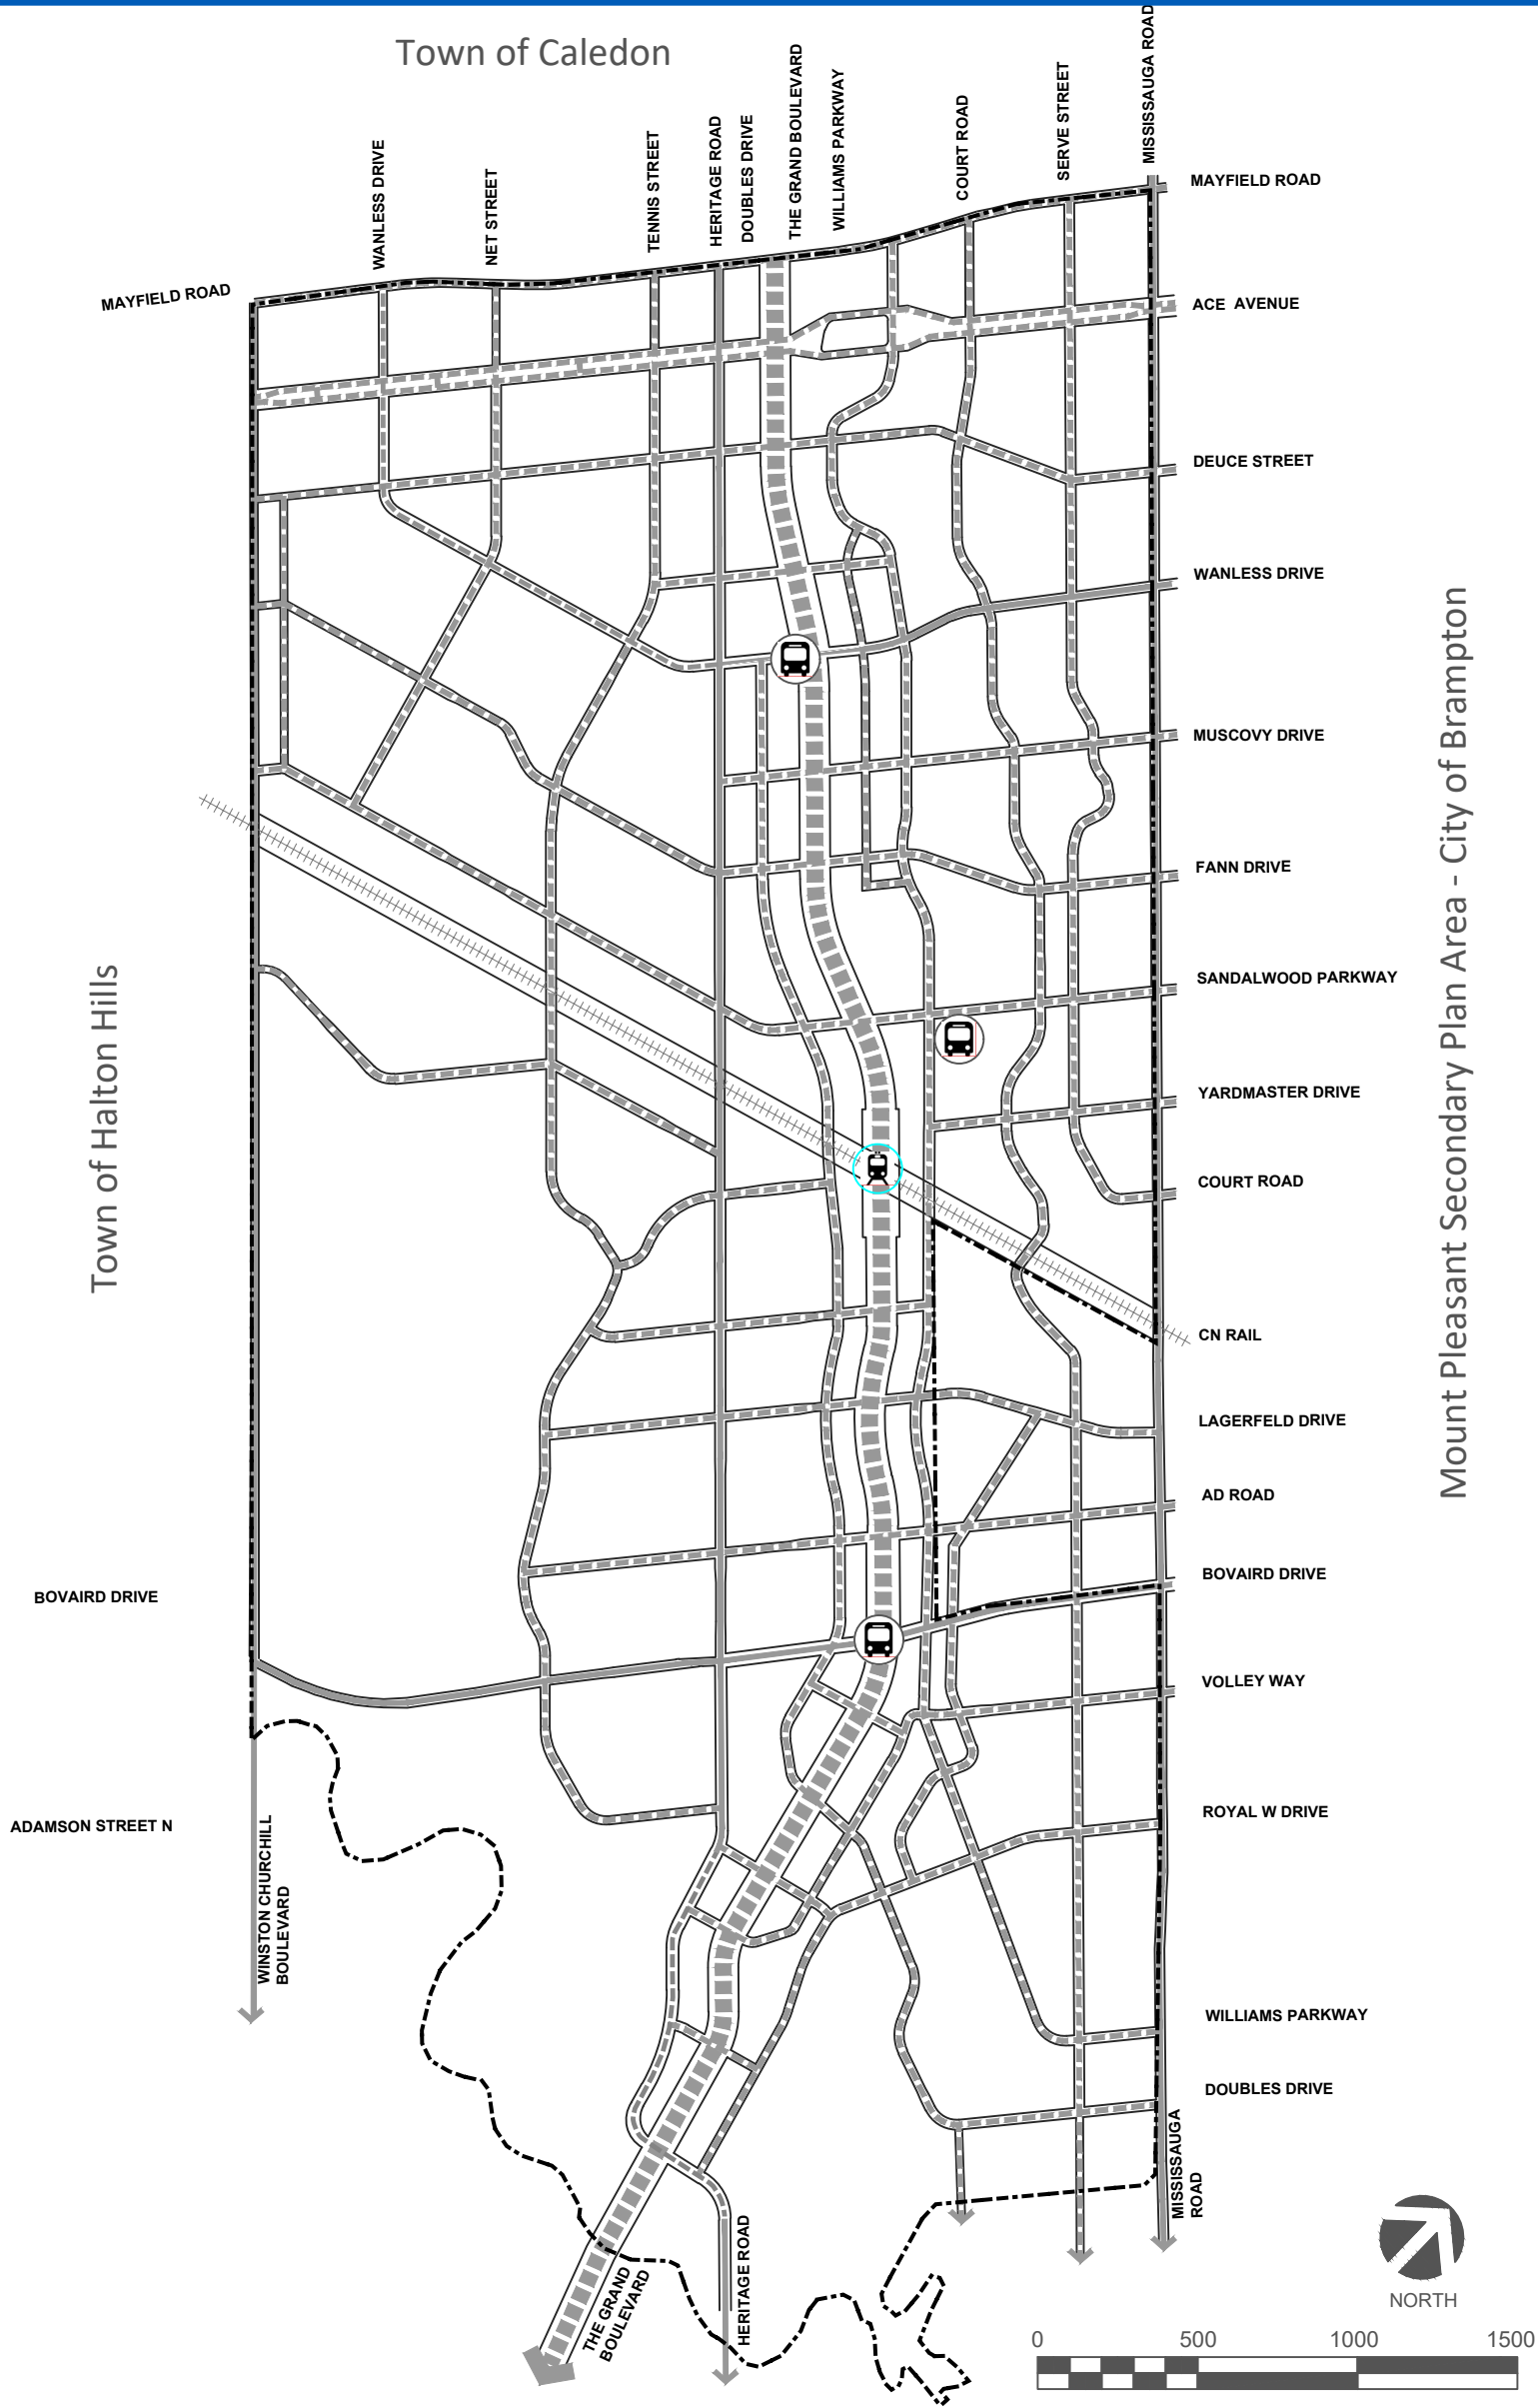 Town of Caledon
WANLESS DRIVE
NET STREET
TENNIS STREET
HERITAGE ROAD
DOUBLES DRIVE
THE GRAND BOULEVARD
WILLIAMS PARKWAY
COURT ROAD
SERVE STREET
MISSISSAUGA ROAD
MAYFIELD ROAD
MAYFIELD ROAD
ACE AVENUE
DEUCE STREET
WANLESS DRIVE
MUSCOVY DRIVE
FANN DRIVE
SANDALWOOD PARKWAY
YARDMASTER DRIVE
COURT ROAD
CN RAIL
LAGERFELD DRIVE
AD ROAD
BOVAIRD DRIVE
VOLLEY WAY
ROYAL W DRIVE
WILLIAMS PARKWAY
DOUBLES DRIVE
Town of Halton Hills
Mount Pleasant Secondary Plan Area - City of Brampton
BOVAIRD DRIVE
ADAMSON STREET N
WINSTON CHURCHILL
BOULEVARD
MISSISSAUGA
ROAD
HERITAGE ROAD
THE GRAND
BOULEVARD
NORTH
0 500 1000 1500